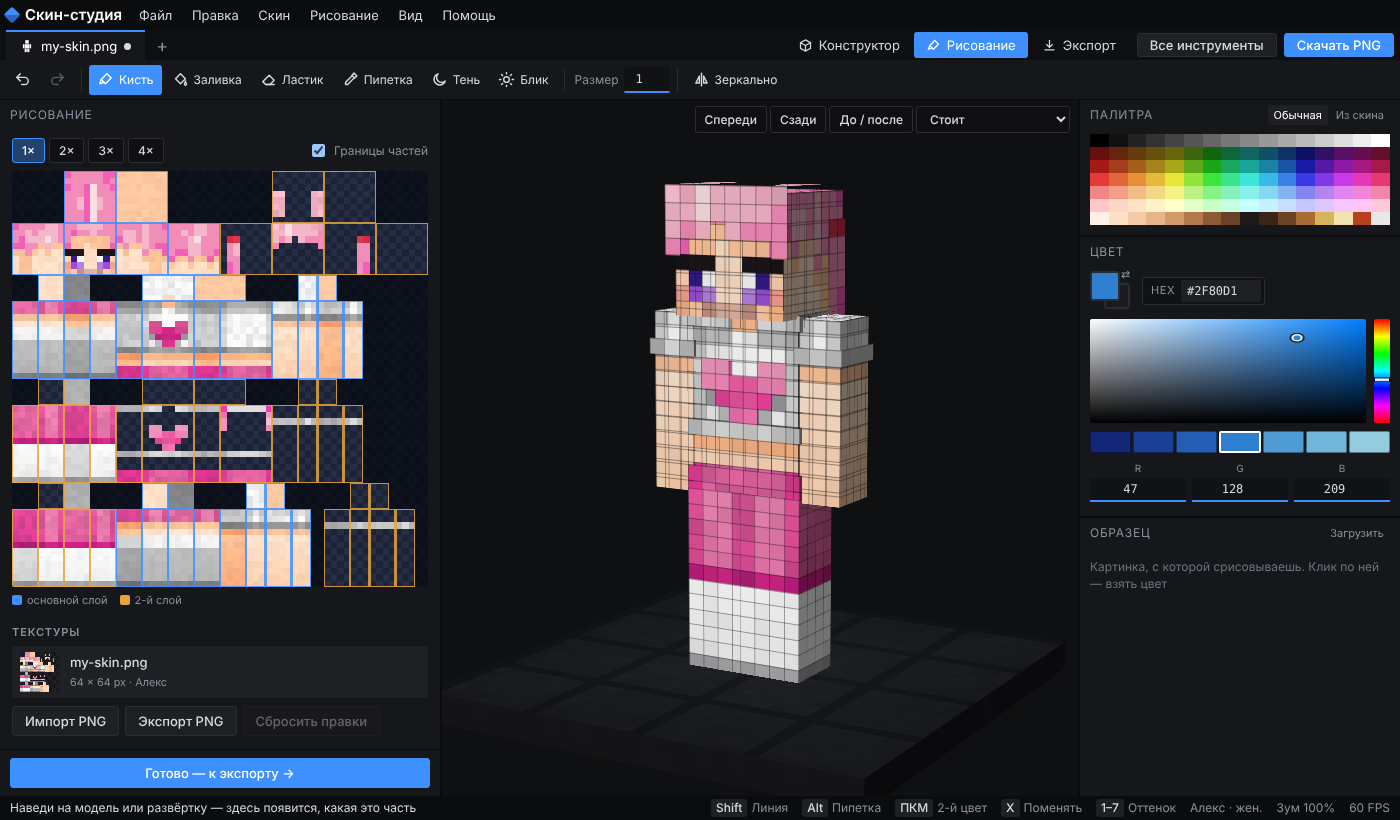 Скин-студия Файл Правка Скин Рисование Вид Помощь
my-skin.png + Конструктор Рисование Экспорт Все инструменты Скачать PNG
Кисть Заливка Ластик Пипетка Тень Блик Размер 1 Зеркально
РИСОВАНИЕ
1× 2× 3× 4× Границы частей
основной слой 2-й слой
ТЕКСТУРЫ
my-skin.png
64 × 64 px · Алекс
Импорт PNG Экспорт PNG Сбросить правки
Готово — к экспорту →
Спереди Сзади До / после Стоит
ПАЛИТРА Обычная Из скина
ЦВЕТ
HEX #2F80D1
R G B
47 128 209
ОБРАЗЕЦ Загрузить
Картинка, с которой срисовываешь. Клик по ней
— взять цвет
Наведи на модель или развёртку — здесь появится, какая это часть
Shift Линия Alt Пипетка ПКМ 2-й цвет X Поменять 1–7 Оттенок Алекс · жен. Зум 100% 60 FPS